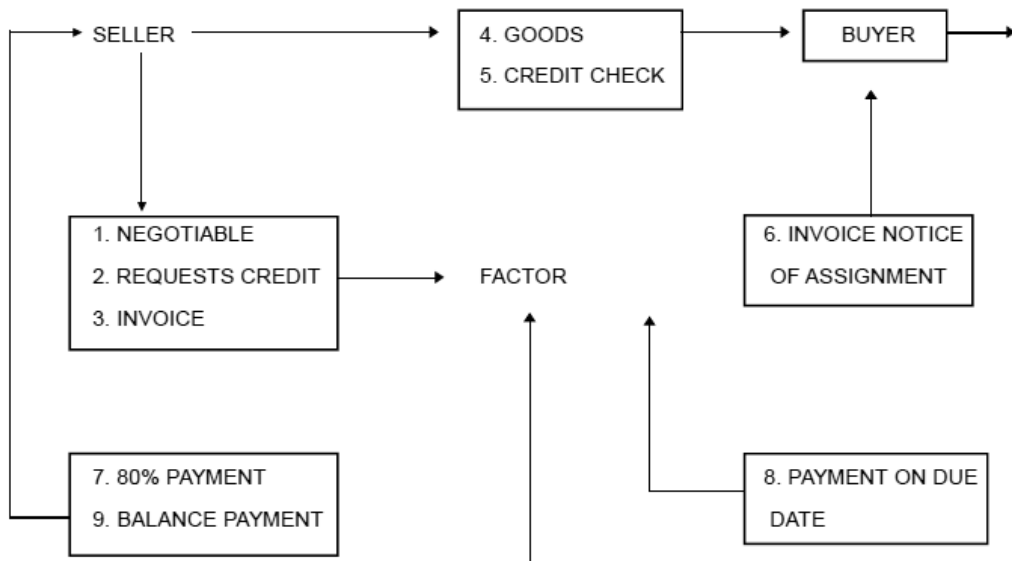 SELLER
4. GOODS
5. CREDIT CHECK
BUYER
1. NEGOTIABLE
2. REQUESTS CREDIT
3. INVOICE
FACTOR
6. INVOICE NOTICE
OF ASSIGNMENT
7. 80% PAYMENT
9. BALANCE PAYMENT
8. PAYMENT ON DUE
DATE